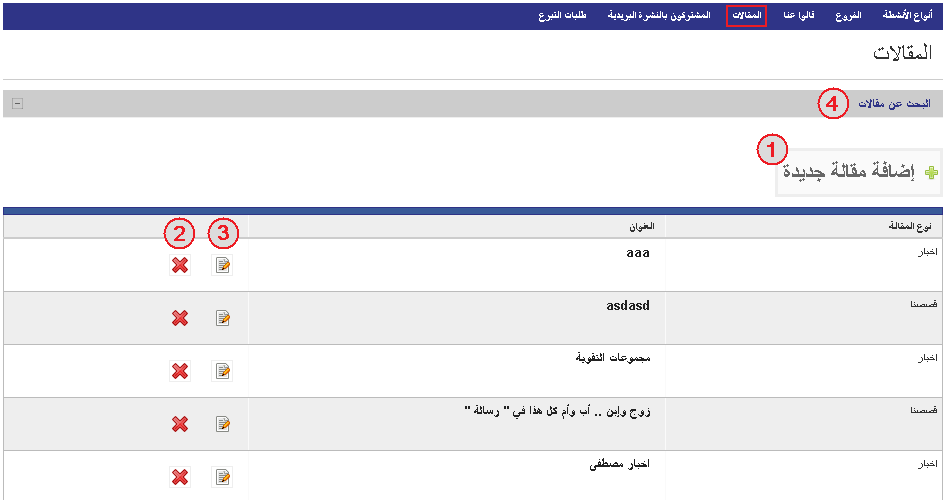 أنواع الأنشطة الفروع قالوا عنا المقالات المشتركون بالنشرة البريدية طلبات التبرع
المقالات
البحث عن مقالات 4
1
إضافة مقالة جديدة
نوع المقالة العنوان 3 2
اخبار aaa
قصصنا asdasd
اخبار مجموعات التقوية
قصصنا زوج وإبن .. أب وأم كل هذا في " رسالة "
اخبار اخبار مصطفى